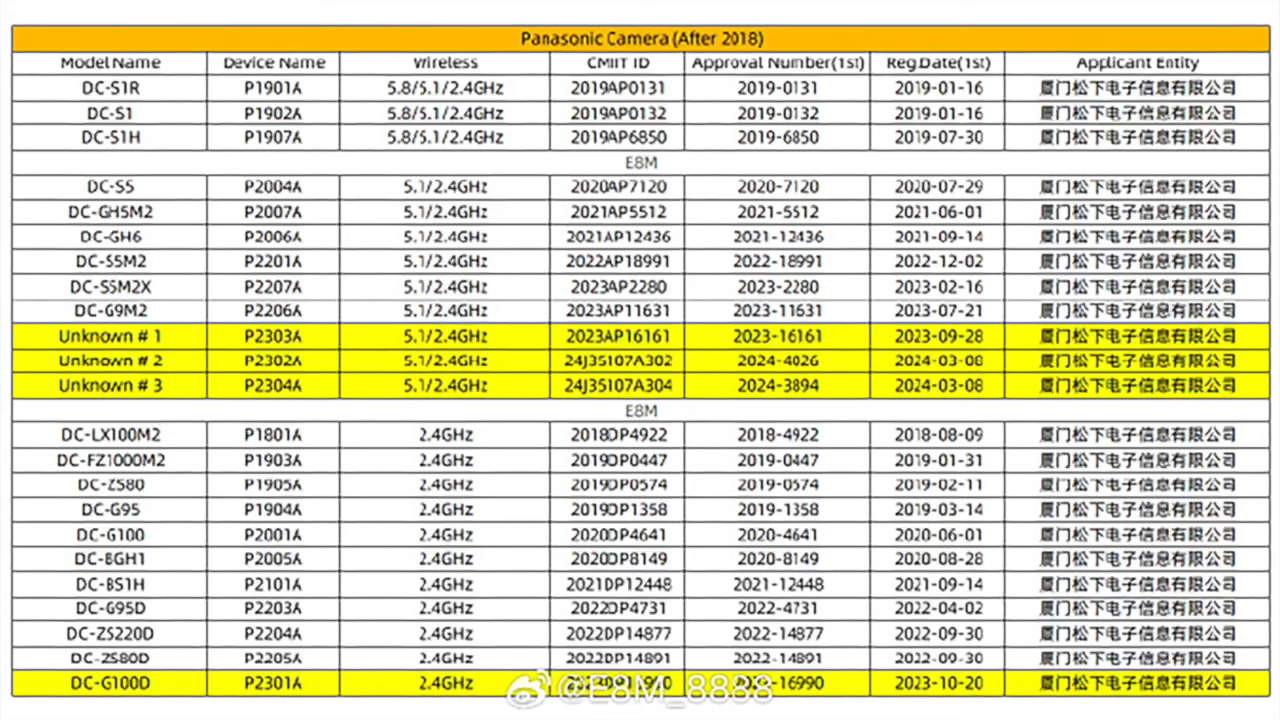 Panasonic Camera (After 2018)
Model Name Device Name Wireless CMIIT ID Approval Number(1st) Reg.Date(1st) Applicant Entity
DC-S1R P1901A 5.8/5.1/2.4GHz 2019AP0131 2019-0131 2019-01-16 厦门松下电子信息有限公司
DC-S1 P1902A 5.8/5.1/2.4GHz 2019AP0132 2019-0132 2019-01-16 厦门松下电子信息有限公司
DC-S1H P1907A 5.8/5.1/2.4GHz 2019AP6850 2019-6850 2019-07-30 厦门松下电子信息有限公司
E8M
DC-S5 P2004A 5.1/2.4GHz 2020AP7120 2020-7120 2020-07-29 厦门松下电子信息有限公司
DC-GH5M2 P2007A 5.1/2.4GHz 2021AP5512 2021-5512 2021-06-01 厦门松下电子信息有限公司
DC-GH6 P2006A 5.1/2.4GHz 2021AP12436 2021-12436 2021-09-14 厦门松下电子信息有限公司
DC-S5M2 P2201A 5.1/2.4GHz 2022AP18991 2022-18991 2022-12-02 厦门松下电子信息有限公司
DC-S5M2X P2207A 5.1/2.4GHz 2023AP2280 2023-2280 2023-02-16 厦门松下电子信息有限公司
DC-G9M2 P2206A 5.1/2.4GHz 2023AP11631 2023-11631 2023-07-21 厦门松下电子信息有限公司
Unknown # 1 P2303A 5.1/2.4GHz 2023AP16161 2023-16161 2023-09-28 厦门松下电子信息有限公司
Unknown # 2 P2302A 5.1/2.4GHz 24J35107A302 2024-4026 2024-03-08 厦门松下电子信息有限公司
Unknown # 3 P2304A 5.1/2.4GHz 24J35107A304 2024-3894 2024-03-08 厦门松下电子信息有限公司
E8M
DC-LX100M2 P1801A 2.4GHz 2018DP4922 2018-4922 2018-08-09 厦门松下电子信息有限公司
DC-FZ1000M2 P1903A 2.4GHz 2019DP0447 2019-0447 2019-01-31 厦门松下电子信息有限公司
DC-ZS80 P1905A 2.4GHz 2019DP0574 2019-0574 2019-02-11 厦门松下电子信息有限公司
DC-G95 P1904A 2.4GHz 2019DP1358 2019-1358 2019-03-14 厦门松下电子信息有限公司
DC-G100 P2001A 2.4GHz 2020DP4641 2020-4641 2020-06-01 厦门松下电子信息有限公司
DC-BGH1 P2005A 2.4GHz 2020DP8149 2020-8149 2020-08-28 厦门松下电子信息有限公司
DC-BS1H P2101A 2.4GHz 2021DP12448 2021-12448 2021-09-14 厦门松下电子信息有限公司
DC-G95D P2203A 2.4GHz 2022DP4731 2022-4731 2022-04-02 厦门松下电子信息有限公司
DC-ZS220D P2204A 2.4GHz 2022DP14877 2022-14877 2022-09-30 厦门松下电子信息有限公司
DC-ZS80D P2205A 2.4GHz 2022DP14891 2022-14891 2022-09-30 厦门松下电子信息有限公司
DC-G100D P2301A 2.4GHz 2023-16990 2023-10-20 厦门松下电子信息有限公司
@E8M_8888